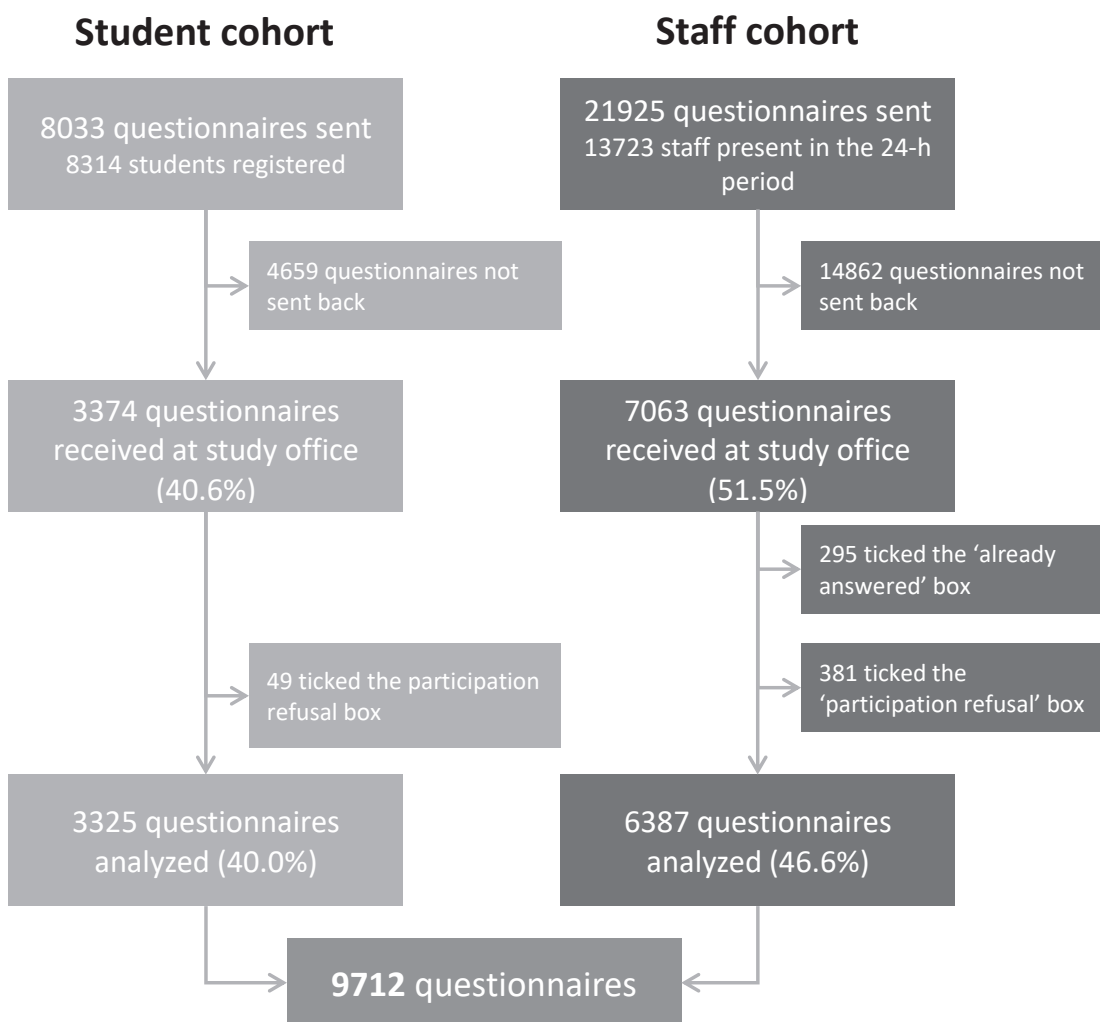 Student cohort
8033 questionnaires sent
8314 students registered
4659 questionnaires not
sent back
3374 questionnaires
received at study office
(40.6%)
49 ticked the participation
refusal box
3325 questionnaires
analyzed (40.0%)
Staff cohort
21925 questionnaires sent
13723 staff present in the 24-h
period
14862 questionnaires not
sent back
7063 questionnaires
received at study office
(51.5%)
295 ticked the ‘already
answered’ box
381 ticked the
‘participation refusal’ box
6387 questionnaires
analyzed (46.6%)
9712 questionnaires